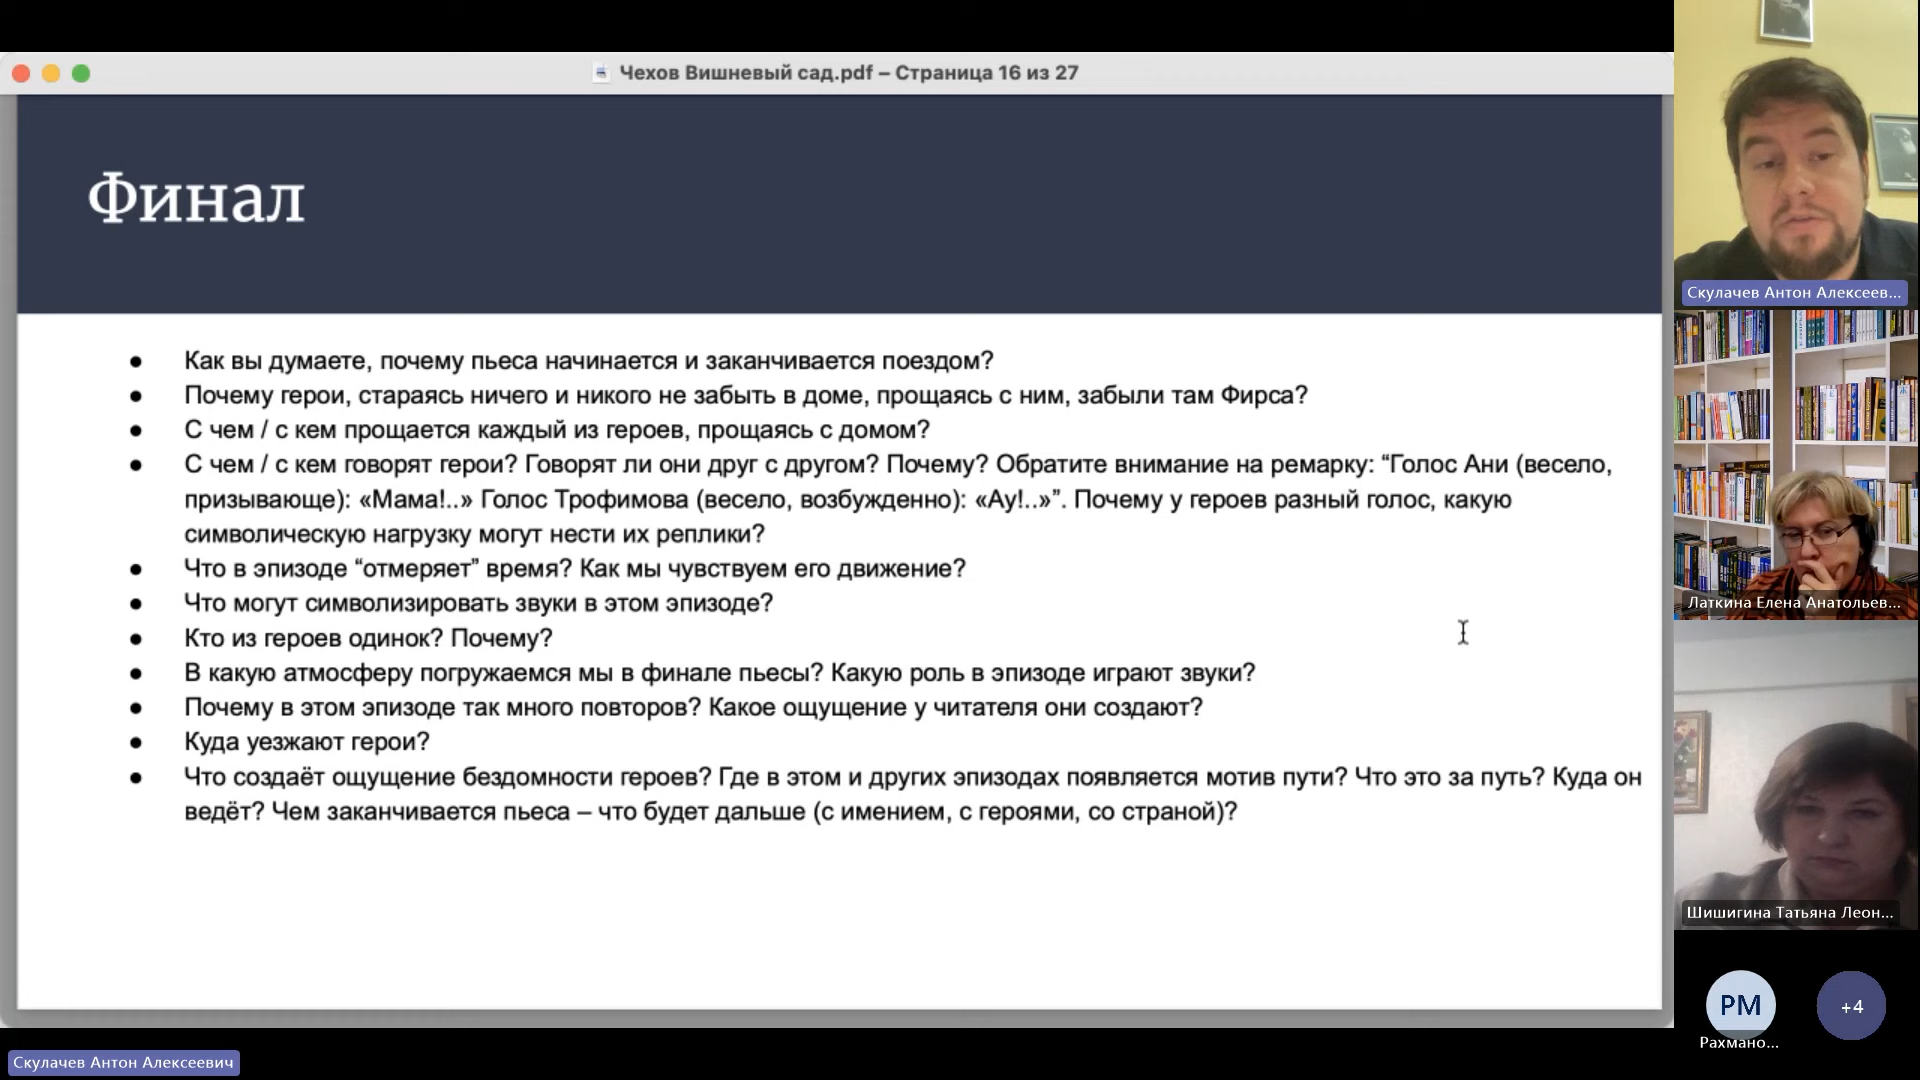 Чехов Вишневый сад.pdf – Страница 16 из 27
Финал
● Как вы думаете, почему пьеса начинается и заканчивается поездом?
● Почему герои, стараясь ничего и никого не забыть в доме, прощаясь с ним, забыли там Фирса?
● С чем / с кем прощается каждый из героев, прощаясь с домом?
● С чем / с кем говорят герои? Говорят ли они друг с другом? Почему? Обратите внимание на ремарку: “Голос Ани (весело,
призывающе): «Мама!..» Голос Трофимова (весело, возбужденно): «Ау!..»”. Почему у героев разный голос, какую
символическую нагрузку могут нести их реплики?
● Что в эпизоде “отмеряет” время? Как мы чувствуем его движение?
● Что могут символизировать звуки в этом эпизоде?
● Кто из героев одинок? Почему?
● В какую атмосферу погружаемся мы в финале пьесы? Какую роль в эпизоде играют звуки?
● Почему в этом эпизоде так много повторов? Какое ощущение у читателя они создают?
● Куда уезжают герои?
● Что создаёт ощущение бездомности героев? Где в этом и других эпизодах появляется мотив пути? Что это за путь? Куда он
ведёт? Чем заканчивается пьеса – что будет дальше (с имением, с героями, со страной)?
Скулачев Антон Алексеев...
Латкина Елена Анатольев...
Шишигина Татьяна Леон...
РМ
+4
Рахмано...
Скулачев Антон Алексеевич